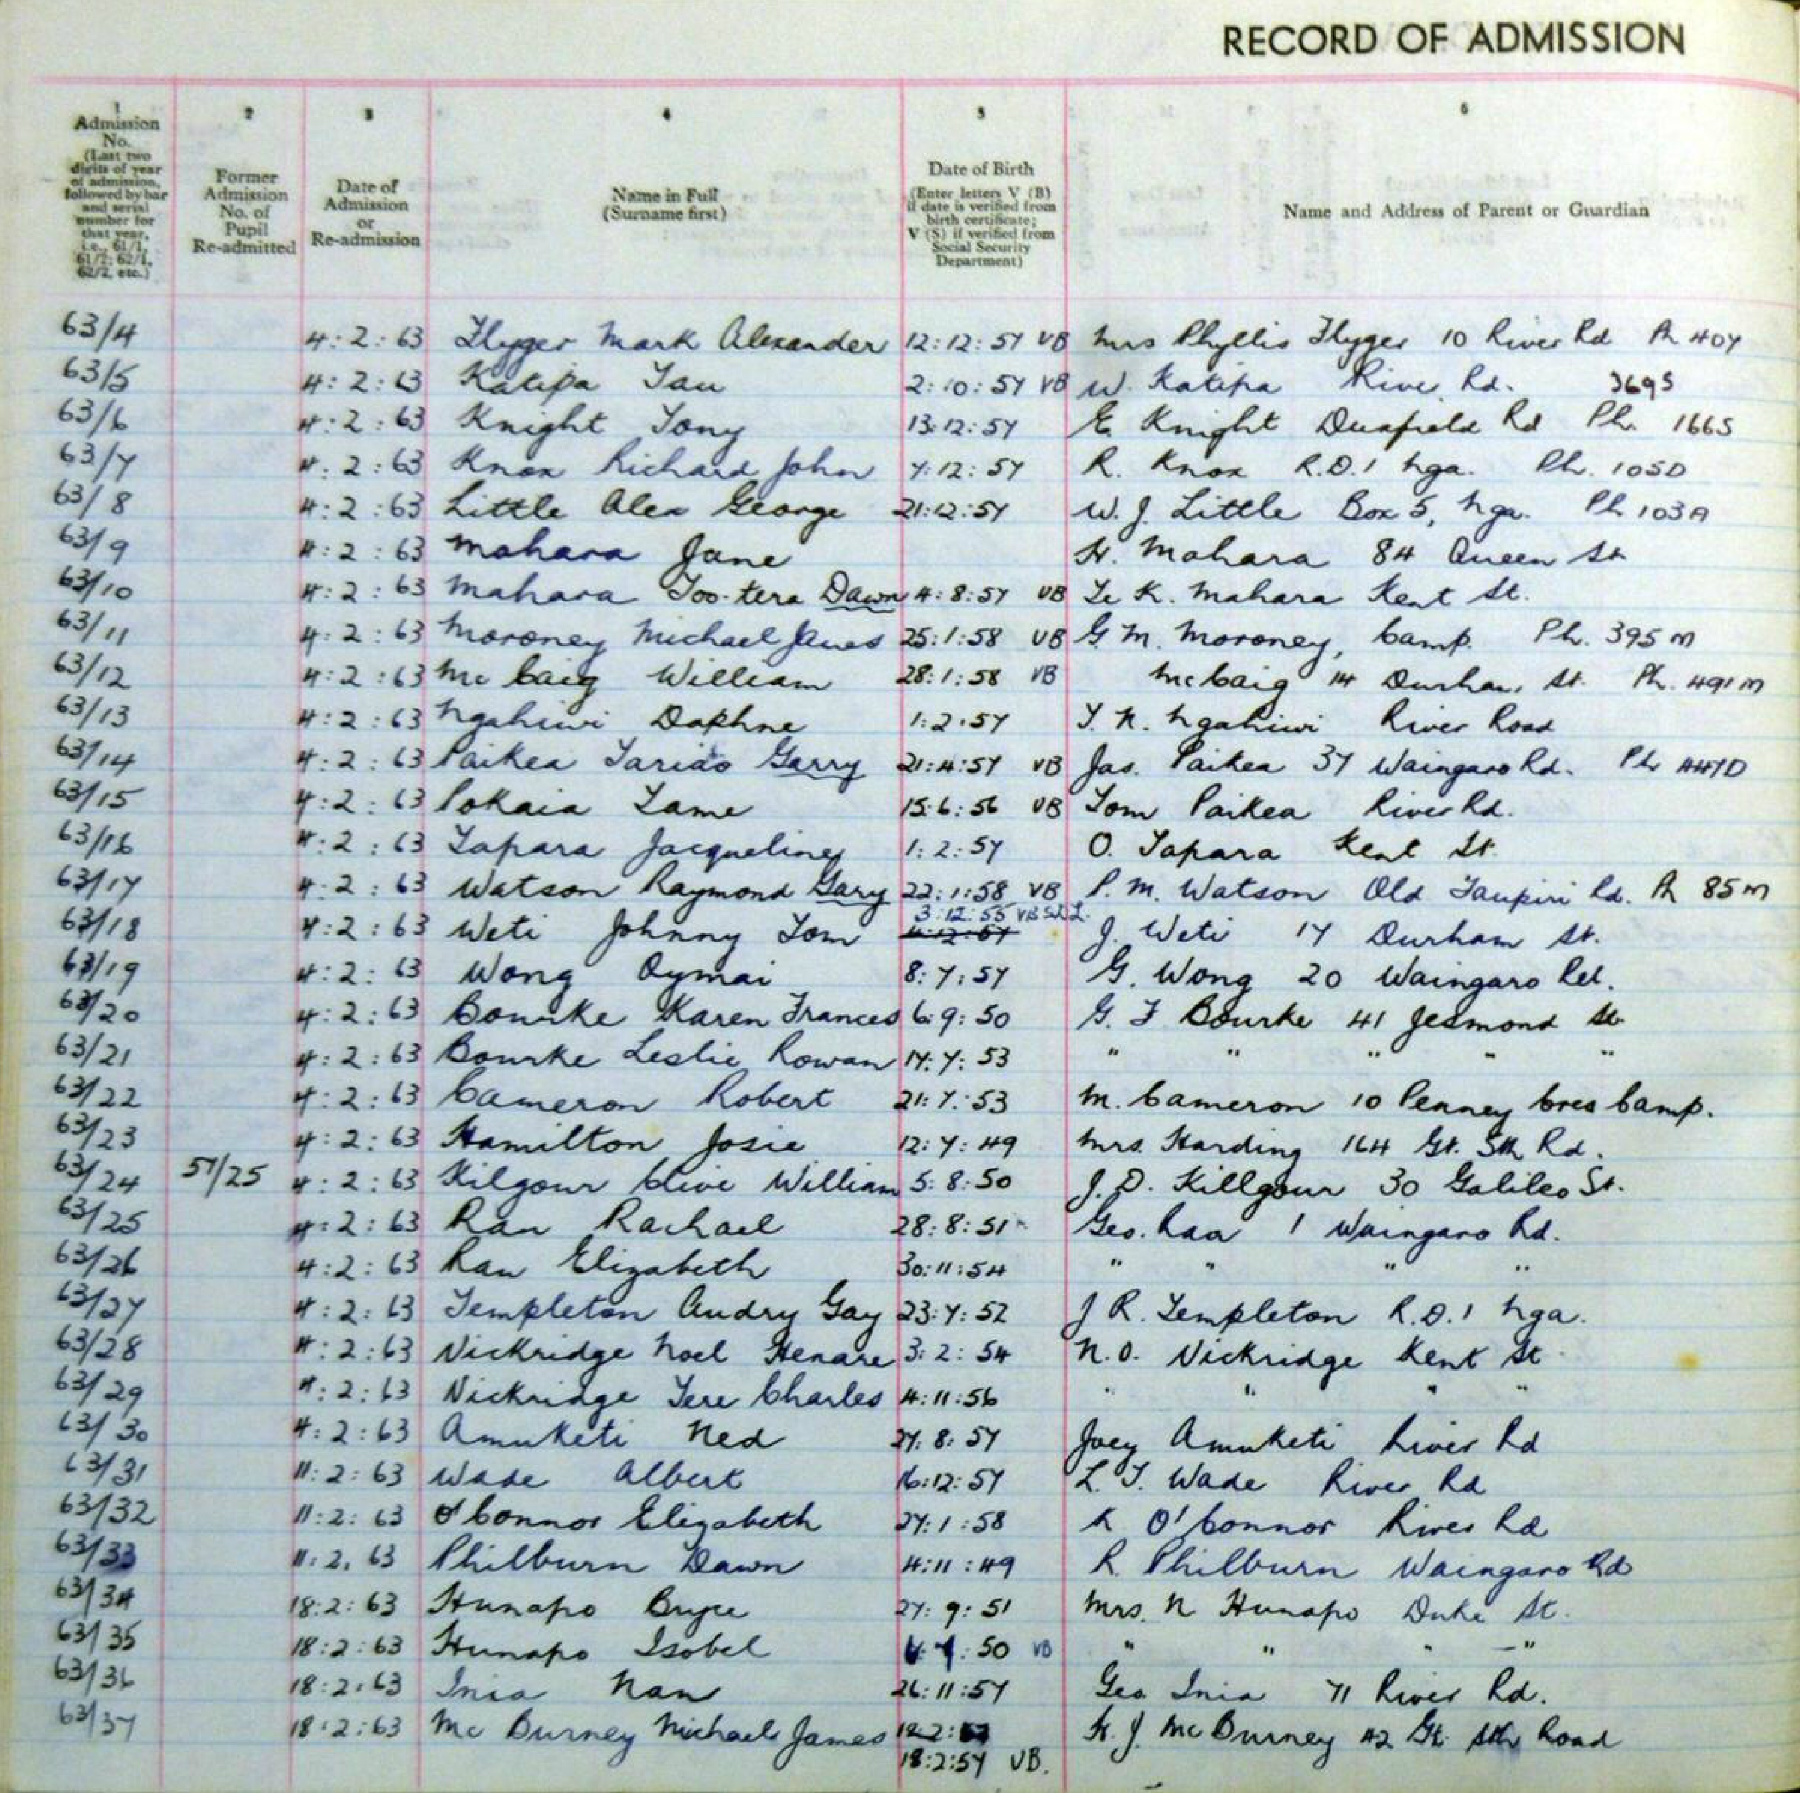 RECORD OF ADMISSION
1 2 3 4 5 6
Admission No. (Last two digits of year of admission, followed by bar and serial number for that year, i.e., 61/1, 61/2; 62/1, 62/2, etc.)
Former Admission No. of Pupil Re-admitted
Date of Admission or Re-admission
Name in Full (Surname first)
Date of Birth (Enter letters V (B) if date is verified from birth certificate; V (S) if verified from Social Security Department)
Name and Address of Parent or Guardian
63/4 4:2:63 Flyger Mark Alexander 12:12:57 VB Mrs Phyllis Flyger 10 River Rd Ph 407
63/5 4:2:63 Katipa Tau 2:10:57 VB W. Katipa River Rd. 369S
63/6 4:2:63 Knight Tony 13:12:57 E Knight Rd Ph. 166S
63/7 4:2:63 Knox Richard John 7:12:57 R. Knox R.D.1 Nga. Ph. 105D
63/8 4:2:63 Little Alex George 21:12:57 W. J. Little Box 5, Nga. Ph 103A
63/9 4:2:63 Mahara Jane H. Mahara 84 Queen St
63/10 4:2:63 Mahara Too-tera Dawn 4:8:57 VB Te K. Mahara Kent St.
63/11 4:2:63 Moroney Michael James 25:1:58 VB G M. Moroney, Camp. Ph. 395M
63/12 4:2:63 McCaig William 28:1:58 VB McCaig 14 Durham St. Ph. 491M
63/13 4:2:63 Ngahiwi Daphne 1:2:57 T. K. Ngahiwi River Road
63/14 4:2:63 Paikea Garry 21:4:57 VB Jas. Paikea 37 Waingaro Rd. Ph 447D
63/15 4:2:63 Pokaia Tame 15:6:56 VB Tom Paikea River Rd.
63/16 4:2:63 Tapara Jacqueline 1:2:57 O. Tapara Kent St.
63/17 4:2:63 Watson Raymond Gary 22:1:58 VB P. M. Watson Old Taupiri Rd. Ph 85M
3:12:55 VB
63/18 4:2:63 Weti Johnny Tom 4:12:57 J. Weti 17 Durham St.
63/19 4:2:63 Wong Oymai 8:7:57 G. Wong 20 Waingaro Rd.
63/20 4:2:63 Bourke Karen Frances 6:9:50 G. F Bourke 41 Jesmond St
63/21 4:2:63 Bourke Leslie Rowan 17:7:53 " " " " "
63/22 4:2:63 Cameron Robert 21:7:53 M. Cameron 10 Penney Cres Camp.
63/23 4:2:63 Hamilton Josie 12:7:49 Mrs. Harding 164 Gt. Sth Rd.
63/24 57/25 4:2:63 Kilgour Clive William 5:8:50 J. D. Killgour 30 Galileo St.
63/25 4:2:63 Rau Rachael 28:8:51 Geo. Rau 1 Waingaro Rd.
63/26 4:2:63 Rau Elizabeth 30:11:54 " " " "
63/27 4:2:63 Templeton Audry Gay 23:7:52 J R. Templeton R.D.1 Nga.
63/28 4:2:63 Nickridge Noel Henare 3:2:54 N. O. Nickridge Kent St
63/29 4:2:63 Nickridge Tere Charles 4:11:56 " " " "
63/30 4:2:63 Amuketi Ned 27:8:57 Joey Amuketi River Rd
63/31 11:2:63 Wade Albert 16:12:57 L. T. Wade River Rd
63/32 11:2:63 O'Connor Elizabeth 27:1:58 K O'Connor River Rd
63/33 11:2.63 Philburn Dawn 4:11:49 R. Philburn Waingaro Rd
63/34 18:2:63 Hunapo Bryce 27:9:51 Mrs. N Hunapo Duke St.
63/35 18:2:63 Hunapo Isobel 50 VB " " " "
63/36 18:2:63 Inia Nan 26:11:57 Geo Inia 71 River Rd.
63/37 18:2:63 Mc Burney Michael James 18:2: H. J. McBurney 42 Gt. Sth Road
18:2:57 VB.